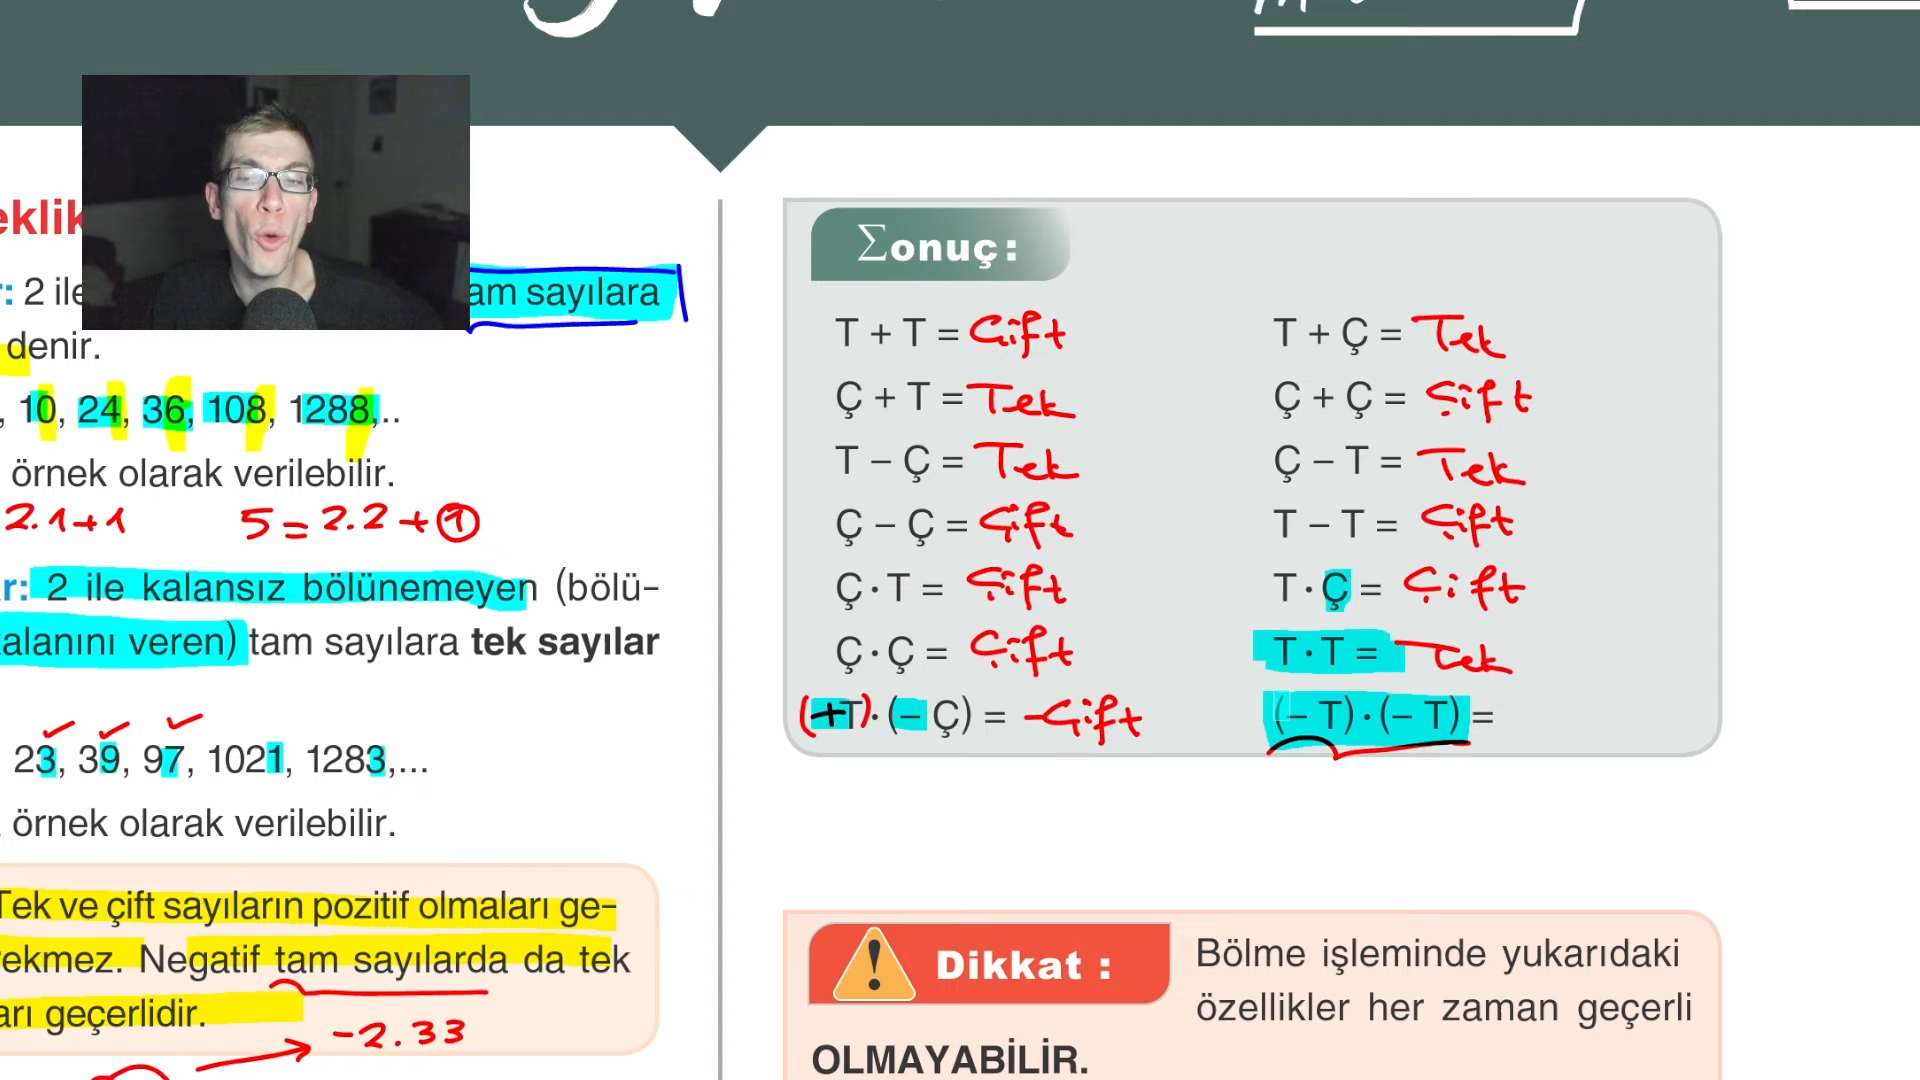 eklik
r: 2 ile am sayılara
denir.
, 10, 24, 36, 108, 1288,..
örnek olarak verilebilir.
2.1+1 5=2.2+1
r: 2 ile kalansız bölünemeyen (bölü-
alanını veren) tam sayılara tek sayılar
23, 39, 97, 1021, 1283,...
örnek olarak verilebilir.
Tek ve çift sayıların pozitif olmaları ge-
ekmez. Negatif tam sayılarda da tek
arı geçerlidir.
-2.33
Σonuç:
T + T = Çift T + Ç = Tek
Ç + T = Tek Ç + Ç = Çift
T – Ç = Tek Ç – T = Tek
Ç – Ç = Çift T – T = Çift
Ç · T = Çift T · Ç = Çift
Ç · Ç = Çift T · T = Tek
(+T) · (– Ç) = -Çift (– T) · (– T) =
Dikkat : Bölme işleminde yukarıdaki
özellikler her zaman geçerli
OLMAYABİLİR.